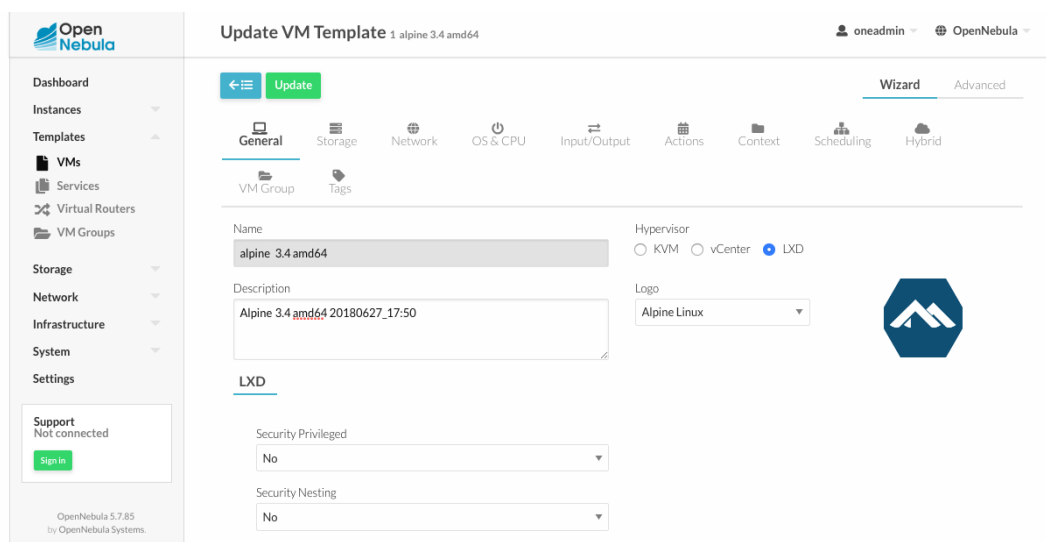 Open
Nebula
Update VM Template 1 alpine 3.4 amd64
oneadmin
OpenNebula
Dashboard
Instances
Templates
VMs
Services
Virtual Routers
VM Groups
Storage
Network
Infrastructure
System
Settings
Support
Not connected
Sign in
OpenNebula 5.7.85
by OpenNebula Systems.
Update
Wizard
Advanced
General
Storage
Network
OS & CPU
Input/Output
Actions
Context
Scheduling
Hybrid
VM Group
Tags
Name
alpine 3.4 amd64
Hypervisor
KVM
vCenter
LXD
Description
Alpine 3.4 amd64 20180627_17:50
Logo
Alpine Linux
LXD
Security Privileged
No
Security Nesting
No